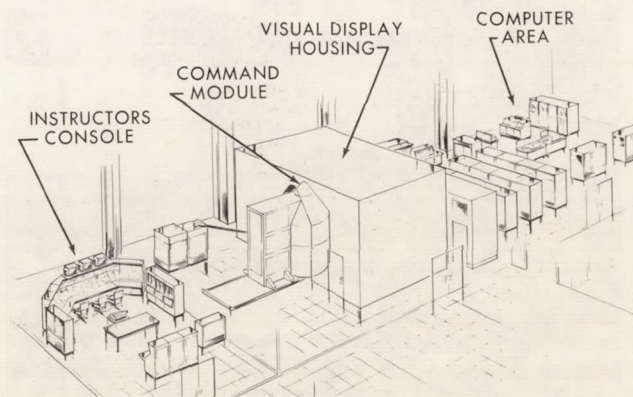 VISUAL DISPLAY
HOUSING
COMPUTER
AREA
COMMAND
MODULE
INSTRUCTORS
CONSOLE